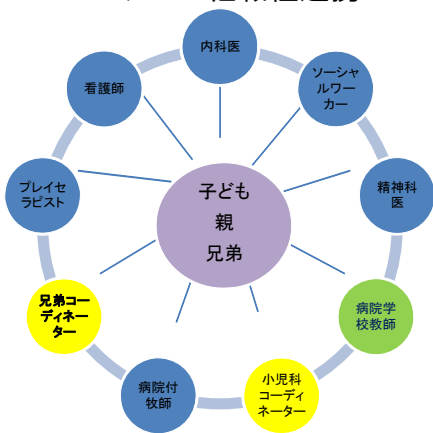 内科医
ソーシャ
ルワー
カー
精神科
医
病院学
校教師
小児科
コーディ
ネーター
病院付
牧師
兄弟コー
ディネー
ター
プレイセ
ラピスト
看護師
子ども
親
兄弟